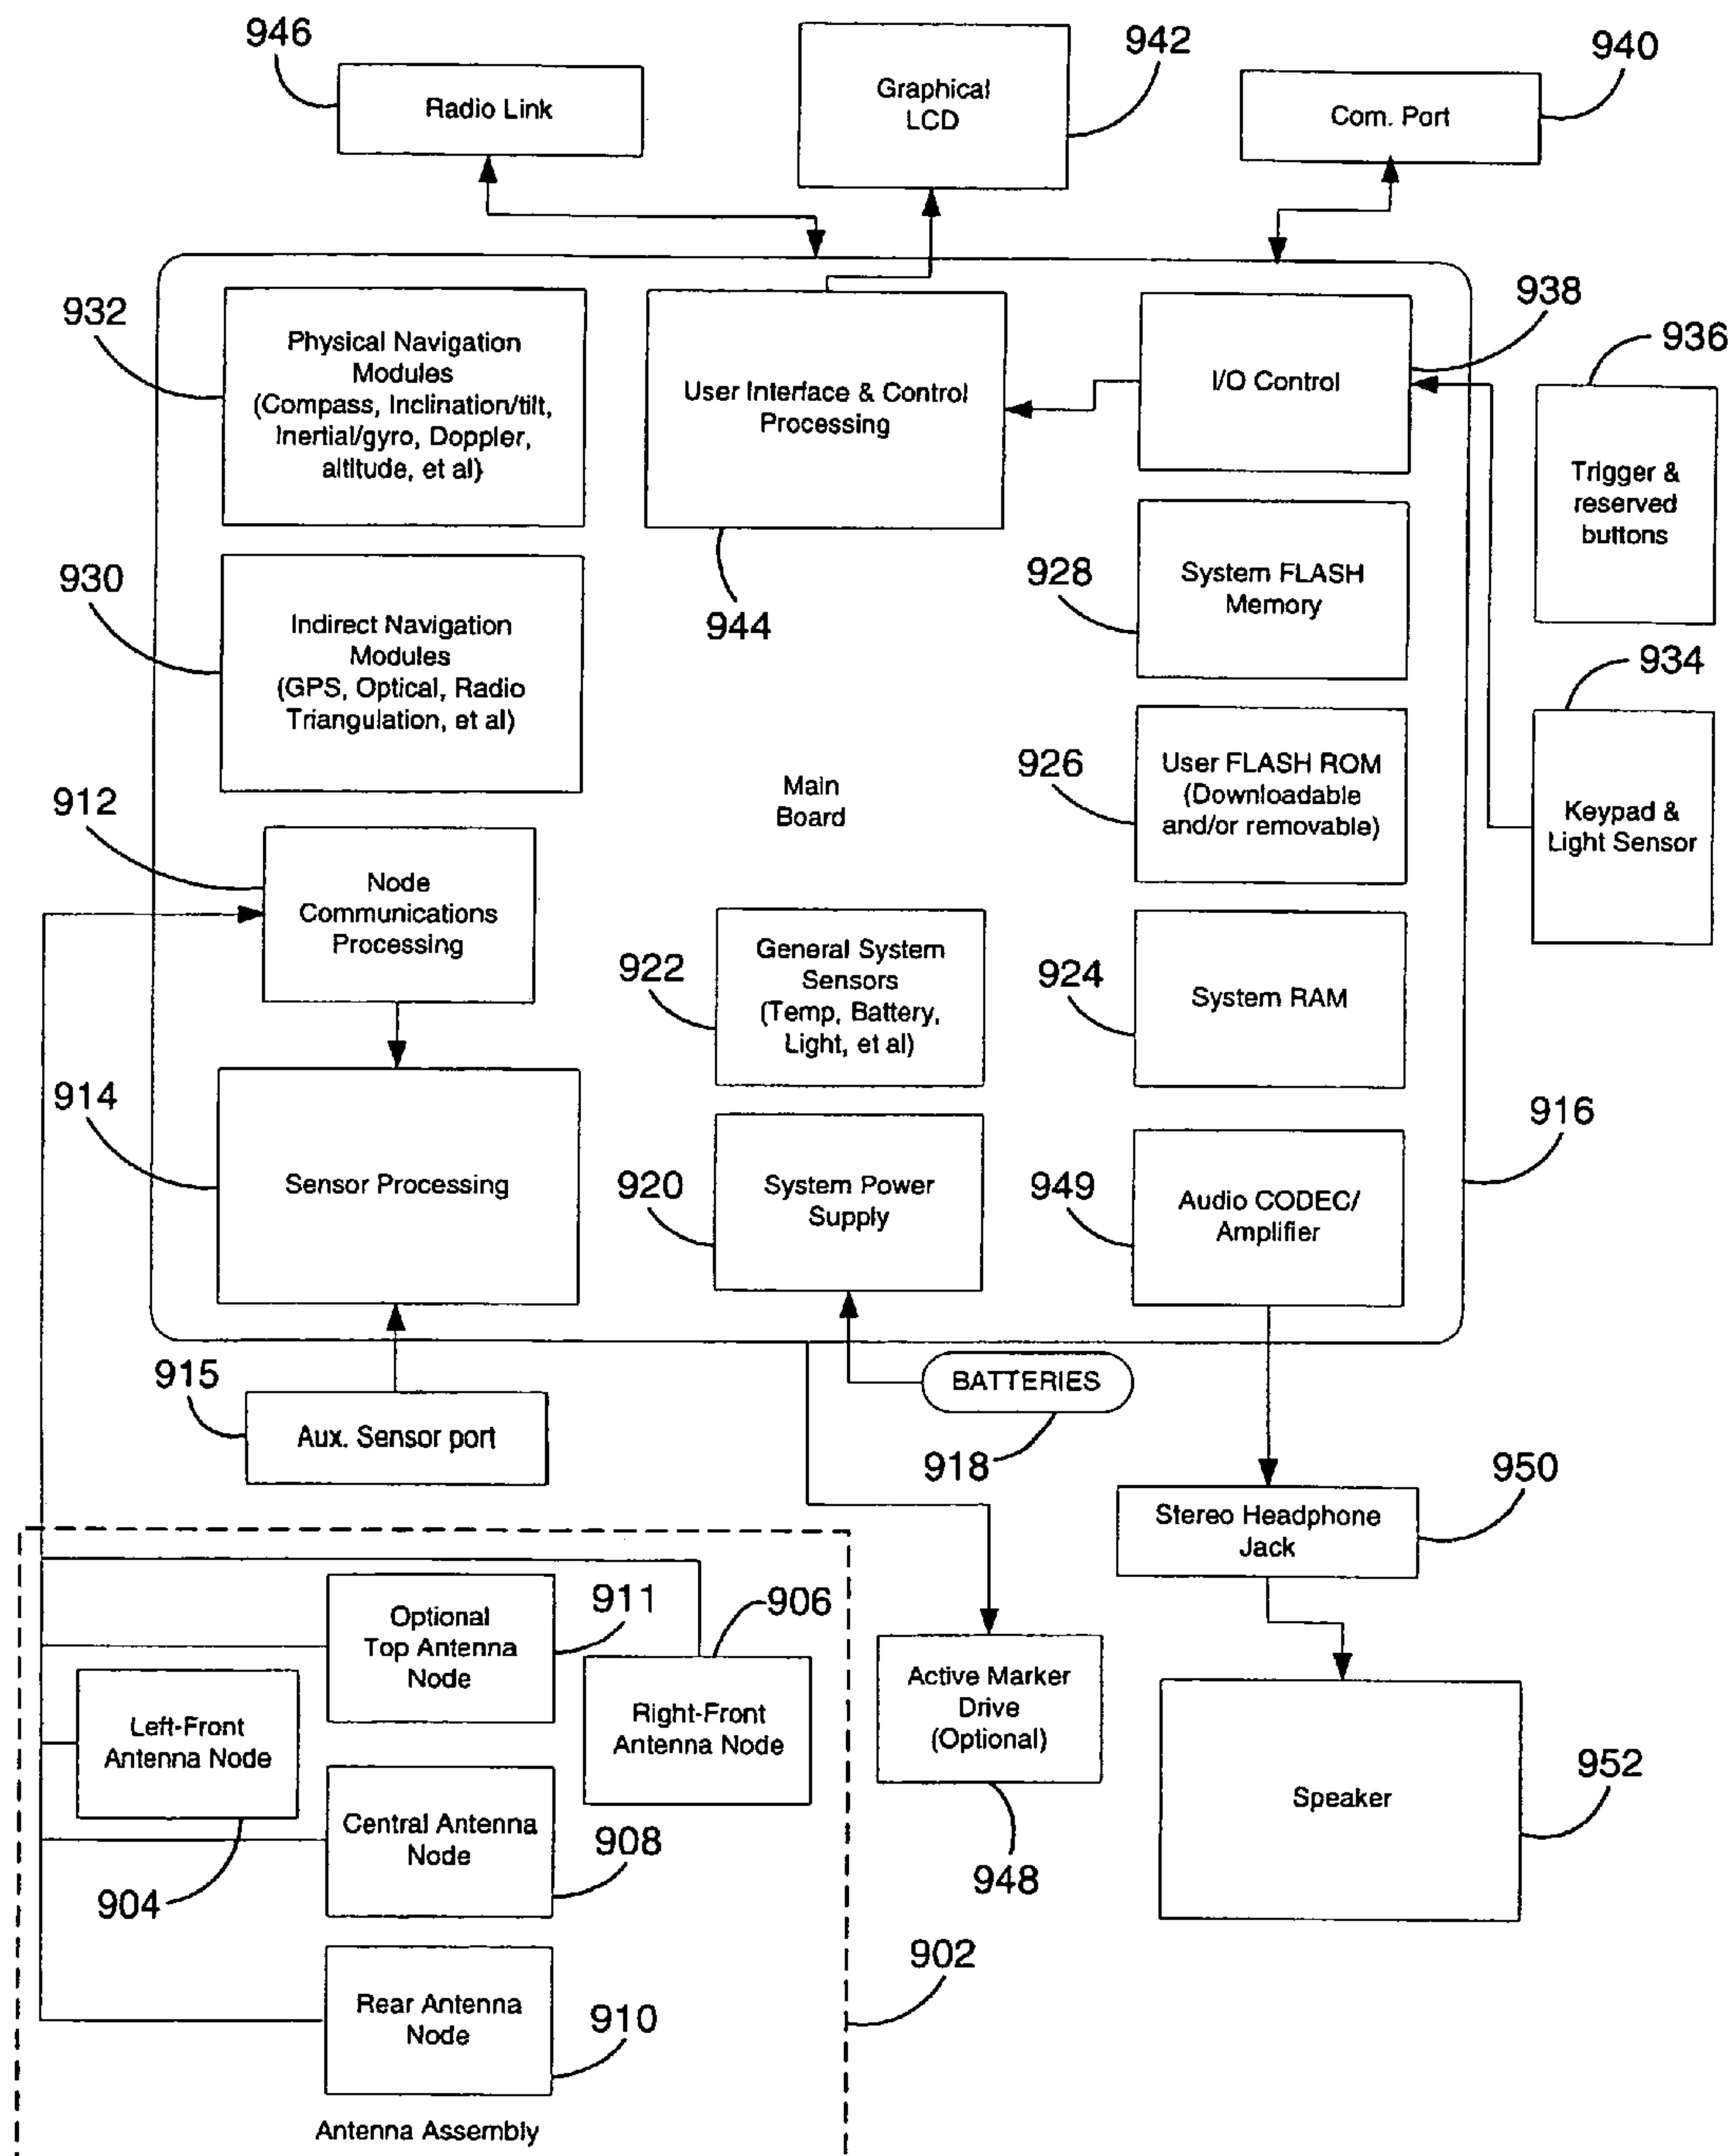 946
Radio Link
Graphical
LCD
942
Com. Port
940
932
Physical Navigation
Modules
(Compass, Inclination/tilt,
Inertial/gyro, Doppler,
altitude, et al)
User Interface & Control
Processing
944
I/O Control
938
936
Trigger &
reserved
buttons
930
Indirect Navigation
Modules
(GPS, Optical, Radio
Triangulation, et al)
928
System FLASH
Memory
934
Keypad &
Light Sensor
Main
Board
926
User FLASH ROM
(Downloadable
and/or removable)
912
Node
Communications
Processing
922
General System
Sensors
(Temp, Battery,
Light, et al)
924
System RAM
914
Sensor Processing
920
System Power
Supply
949
Audio CODEC/
Amplifier
916
915
Aux. Sensor port
BATTERIES
918
Stereo Headphone
Jack
950
Optional
Top Antenna
Node
911
906
Left-Front
Antenna Node
904
Right-Front
Antenna Node
Central Antenna
Node
908
Active Marker
Drive
(Optional)
948
Speaker
952
Rear Antenna
Node
910
902
Antenna Assembly